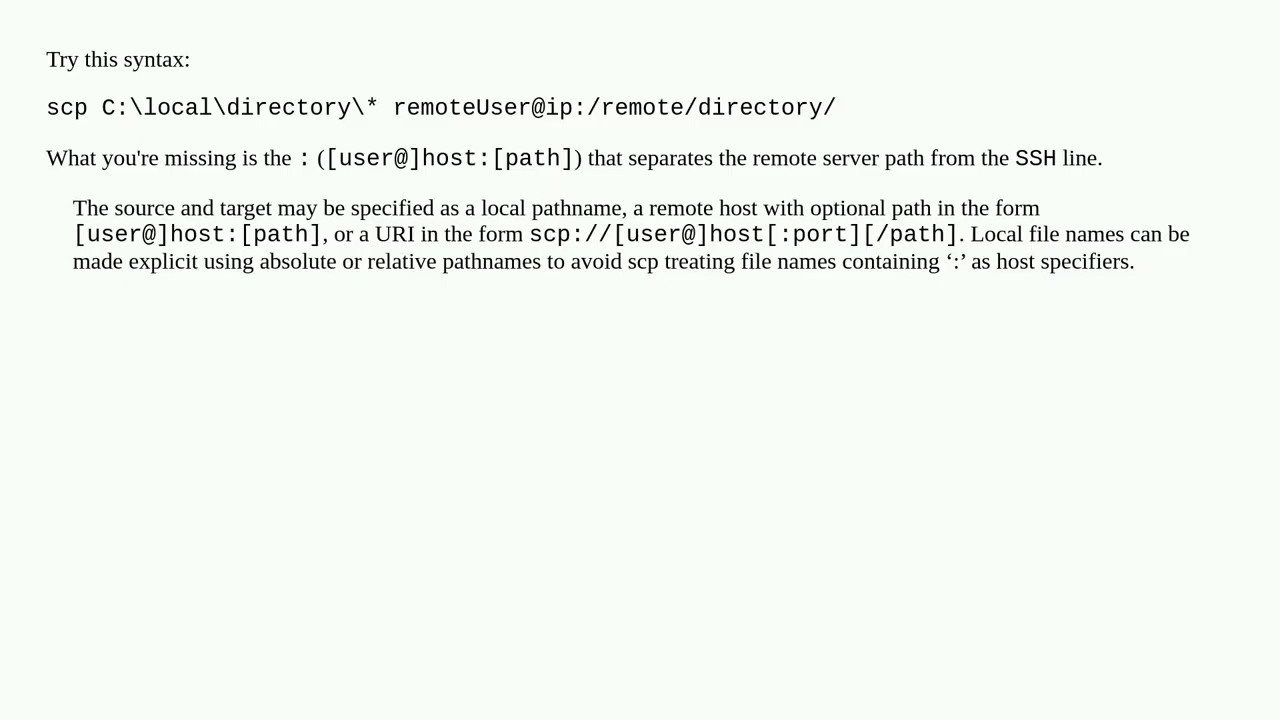 Try this syntax:
scp C:\local\directory\* remoteUser@ip:/remote/directory/
What you're missing is the : ([user@]host:[path]) that separates the remote server path from the SSH line.
The source and target may be specified as a local pathname, a remote host with optional path in the form
[user@]host:[path], or a URI in the form scp://[user@]host[:port][/path]. Local file names can be
made explicit using absolute or relative pathnames to avoid scp treating file names containing ‘:’ as host specifiers.